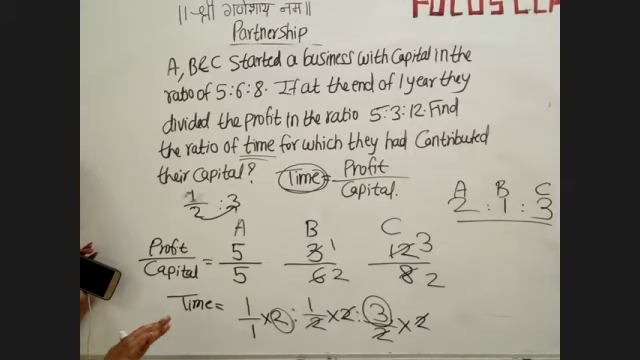 ॥ श्री गणेशाय नमः॥
FOCUS CLA
Partnership
A, B&C Started a business with Capital in the
ratio of 5:6:8. If at the end of 1 year they
divided the profit in the ratio 5:3:12. Find
the ratio of time for which they had Contributed
their Capital?
Time = Profit / Capital.
1/2 : 3
A B C
2 : 1 : 3
A B C
Profit / Capital = 5/5 3 1/6 2 12 3/8 2
Time = 1/1 × 2 : 1/2 × 2 : 3/2 × 2